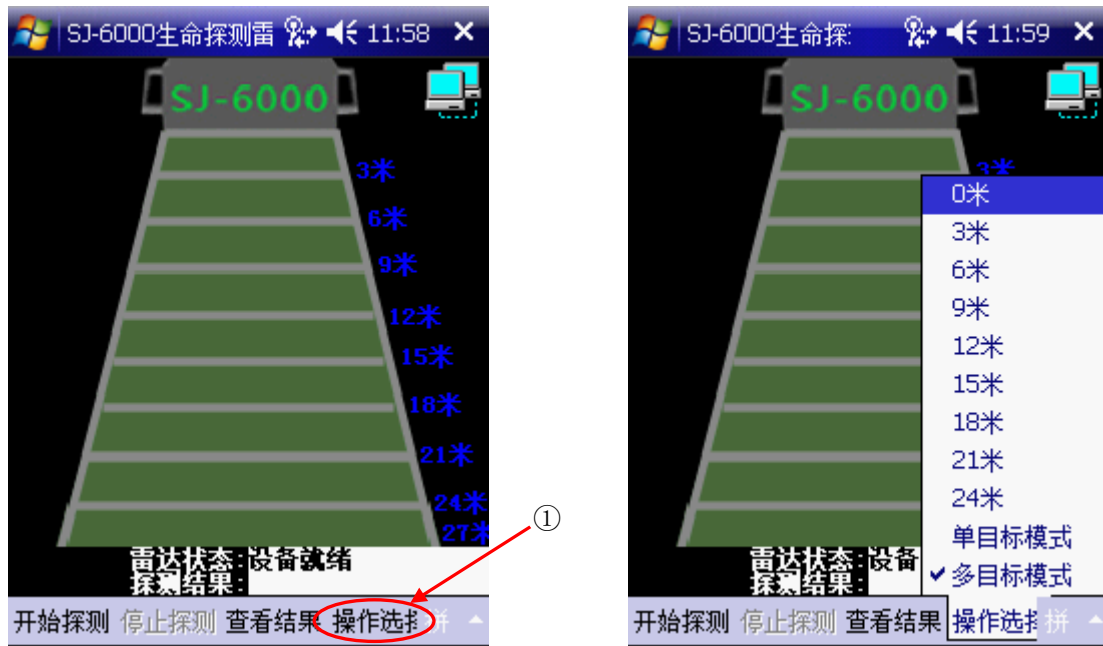 SJ-6000生命探测雷 11:58
SJ-6000
3米
6米
9米
12米
15米
18米
21米
24米
27米
雷达状态:设备就绪
探测结果:
开始探测 停止探测 查看结果 操作选择 拼
①
SJ-6000生命探 11:59
SJ-6000
3米
0米
3米
6米
9米
12米
15米
18米
21米
24米
单目标模式
多目标模式
雷达状态:设备
探测结果:
开始探测 停止探测 查看结果 操作选择 拼